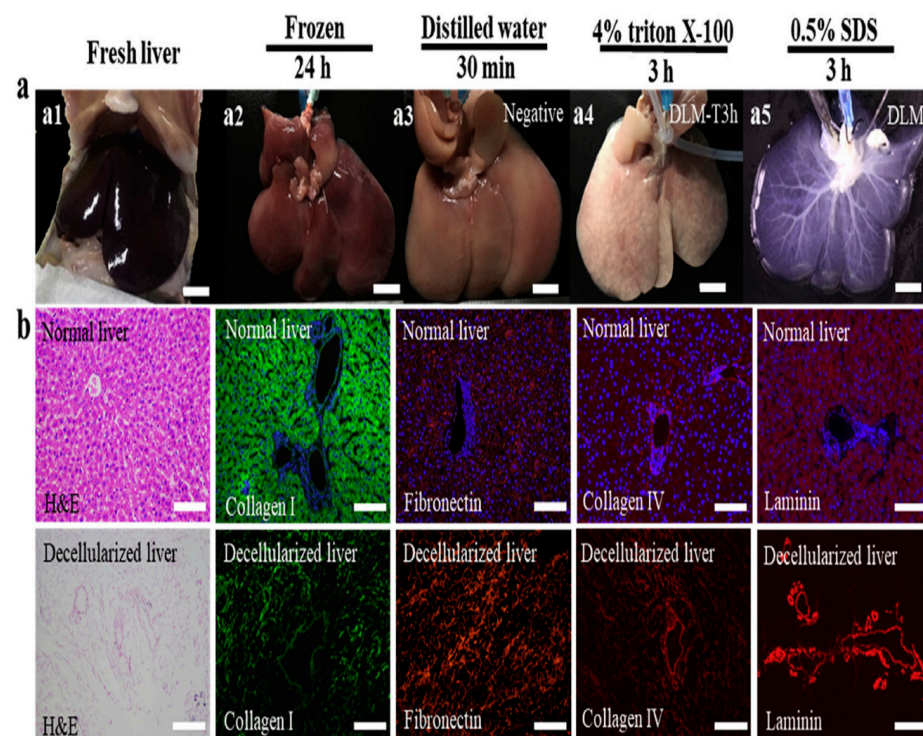 Fresh liver
Frozen
24 h
Distilled water
30 min
4% triton X-100
3 h
0.5% SDS
3 h
a
a1
a2
a3
Negative
a4
DLM-T3h
a5
DLM
b
Normal liver
H&E
Normal liver
Collagen I
Normal liver
Fibronectin
Normal liver
Collagen IV
Normal liver
Laminin
Decellularized liver
H&E
Decellularized liver
Collagen I
Decellularized liver
Fibronectin
Decellularized liver
Collagen IV
Decellularized liver
Laminin